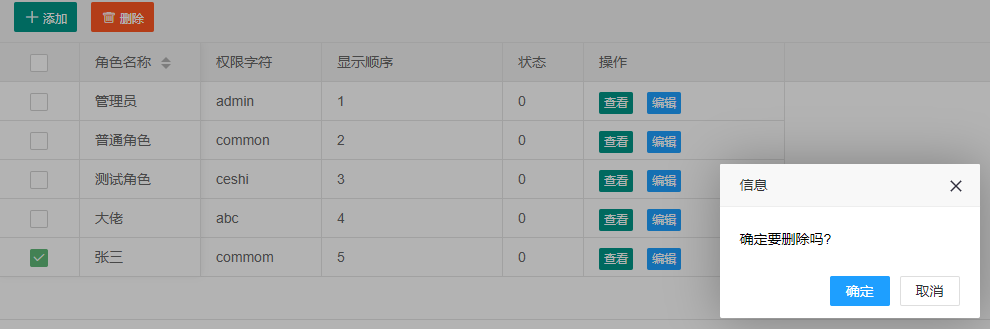 添加 删除
角色名称 权限字符 显示顺序 状态 操作
管理员 admin 1 0 查看 编辑
普通角色 common 2 0 查看 编辑
测试角色 ceshi 3 0 查看 编辑
大佬 abc 4 0 查看 编辑
张三 commom 5 0 查看 编辑
信息
确定要删除吗?
确定 取消